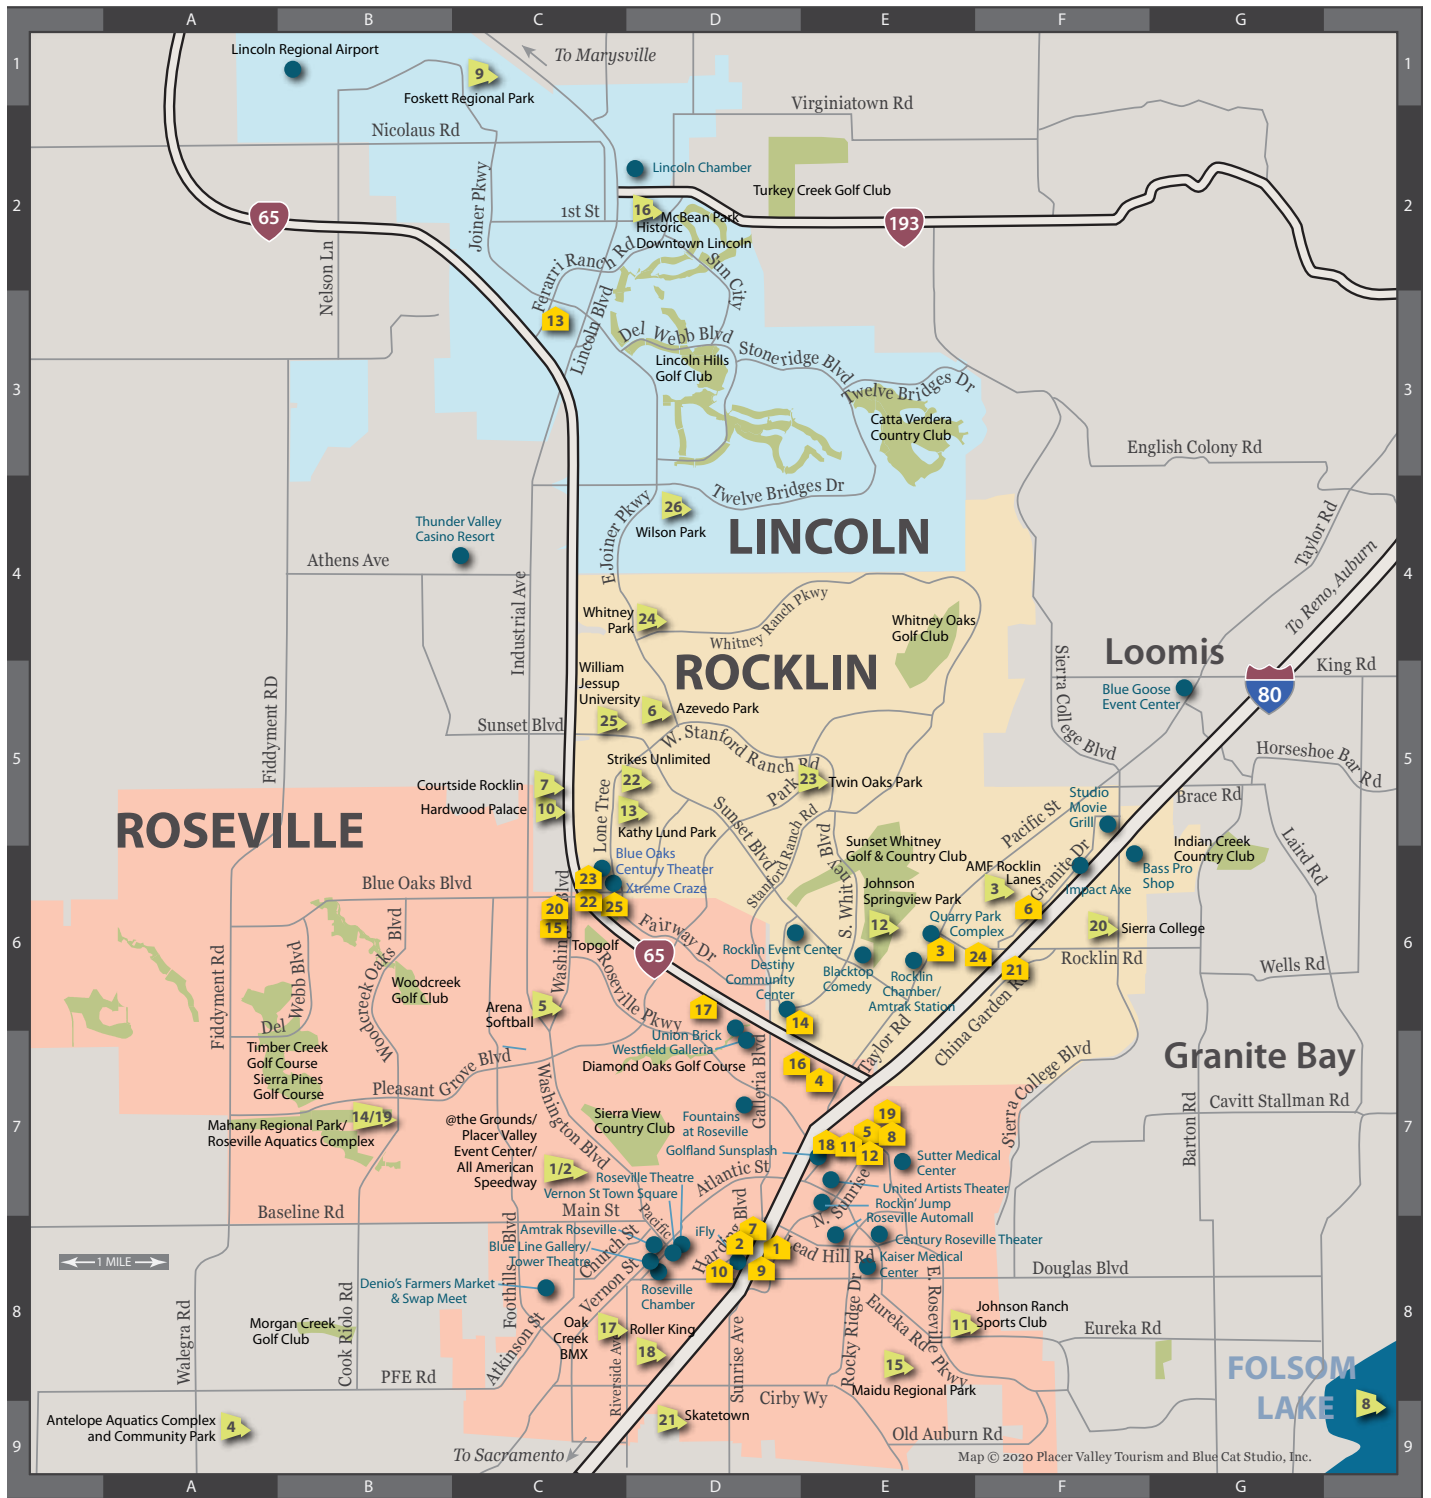 A B C D E F G
1
Lincoln Regional Airport
To Marysville
9
Foskett Regional Park
Virginiatown Rd
1
Nicolaus Rd
Lincoln Chamber
Turkey Creek Golf Club
Joiner Pkwy
2
65
1st St
16
McBean Park
Historic
Downtown Lincoln
193
2
Nelson Ln
Ferarri Ranch Rd
Sun City
Lincoln Blvd
13
Del Webb Blvd
Stoneridge Blvd
Lincoln Hills
Golf Club
Twelve Bridges Dr
3
3
Catta Verdera
Country Club
English Colony Rd
Twelve Bridges Dr
26
Wilson Park
E Joiner Pkwy
LINCOLN
Thunder Valley
Casino Resort
Taylor Rd
Athens Ave
4
4
Industrial Ave
To Reno, Auburn
Whitney
Park
24
Whitney Ranch Pkwy
Whitney Oaks
Golf Club
ROCKLIN
Loomis
Sierra College Blvd
King Rd
William
Jessup
University
25
6
Azevedo Park
Blue Goose
Event Center
80
Fiddyment RD
Sunset Blvd
W. Stanford Ranch Rd
Horseshoe Bar Rd
5
5
Strikes Unlimited
22
Courtside Rocklin
7
Hardwood Palace
10
13
Kathy Lund Park
Lone Tree
Park
23
Twin Oaks Park
Sunset Blvd
Stanford Ranch Rd
Studio
Movie
Grill
Brace Rd
Pacific St
ROSEVILLE
Sunset Whitney
Golf & Country Club
S. Whitney Blvd
Indian Creek
Country Club
Laird Rd
Blue Oaks
Century Theater
Xtreme Craze
23
22
25
20
15
Blue Oaks Blvd
AMF Rocklin
Lanes
3
Granite Dr
Impact Axe
Bass Pro
Shop
Johnson
Springview Park
12
6
Quarry Park
Complex
20
Sierra College
6
6
Fairway Dr
Topgolf
65
Rocklin Event Center
Destiny
Community
Center
Blacktop
Comedy
Rocklin
Chamber/
Amtrak Station
3
24
21
Rocklin Rd
Wells Rd
Fiddyment Rd
Webb Blvd
Del
Woodcreek Oaks Blvd
Woodcreek
Golf Club
Arena
Softball
5
Washington Blvd
Roseville Pkwy
17
14
Union Brick
Westfield Galleria
Diamond Oaks Golf Course
Galleria Blvd
16
4
Taylor Rd
China Garden Rd
Sierra College Blvd
Granite Bay
Timber Creek
Golf Course
Sierra Pines
Golf Course
Pleasant Grove Blvd
14/19
Mahany Regional Park/
Roseville Aquatics Complex
Cavitt Stallman Rd
Barton Rd
7
7
@the Grounds/
Placer Valley
Event Center/
All American
Speedway
1/2
Washington Blvd
Sierra View
Country Club
Fountains
at Roseville
Golfland Sunsplash
19
5
8
18
11
12
Sutter Medical
Center
Roseville Theatre
Vernon St Town Square
Atlantic St
N. Sunrise
United Artists Theater
Rockin' Jump
Roseville Automall
Century Roseville Theater
Baseline Rd
Main St
Pacific
Amtrak Roseville
Blue Line Gallery/
Tower Theatre
iFly
Church St
Vernon St
Harding Blvd
7
2
1
10
9
Lead Hill Rd
Kaiser Medical
Center
1 MILE
Denio's Farmers Market
& Swap Meet
Roseville
Chamber
Douglas Blvd
Foothills Blvd
8
8
Walegra Rd
Cook Riolo Rd
Morgan Creek
Golf Club
Atkinson St
Oak
Creek
BMX
17
Roller King
18
Riverside Ave
Sunrise Ave
Rocky Ridge Dr
Eureka Rd
E. Roseville Pkwy
11
Johnson Ranch
Sports Club
Eureka Rd
15
Maidu Regional Park
FOLSOM
LAKE
8
PFE Rd
Cirby Wy
Antelope Aquatics Complex
and Community Park
4
21
Skatetown
Old Auburn Rd
9
9
To Sacramento
Map © 2020 Placer Valley Tourism and Blue Cat Studio, Inc.
A B C D E F G